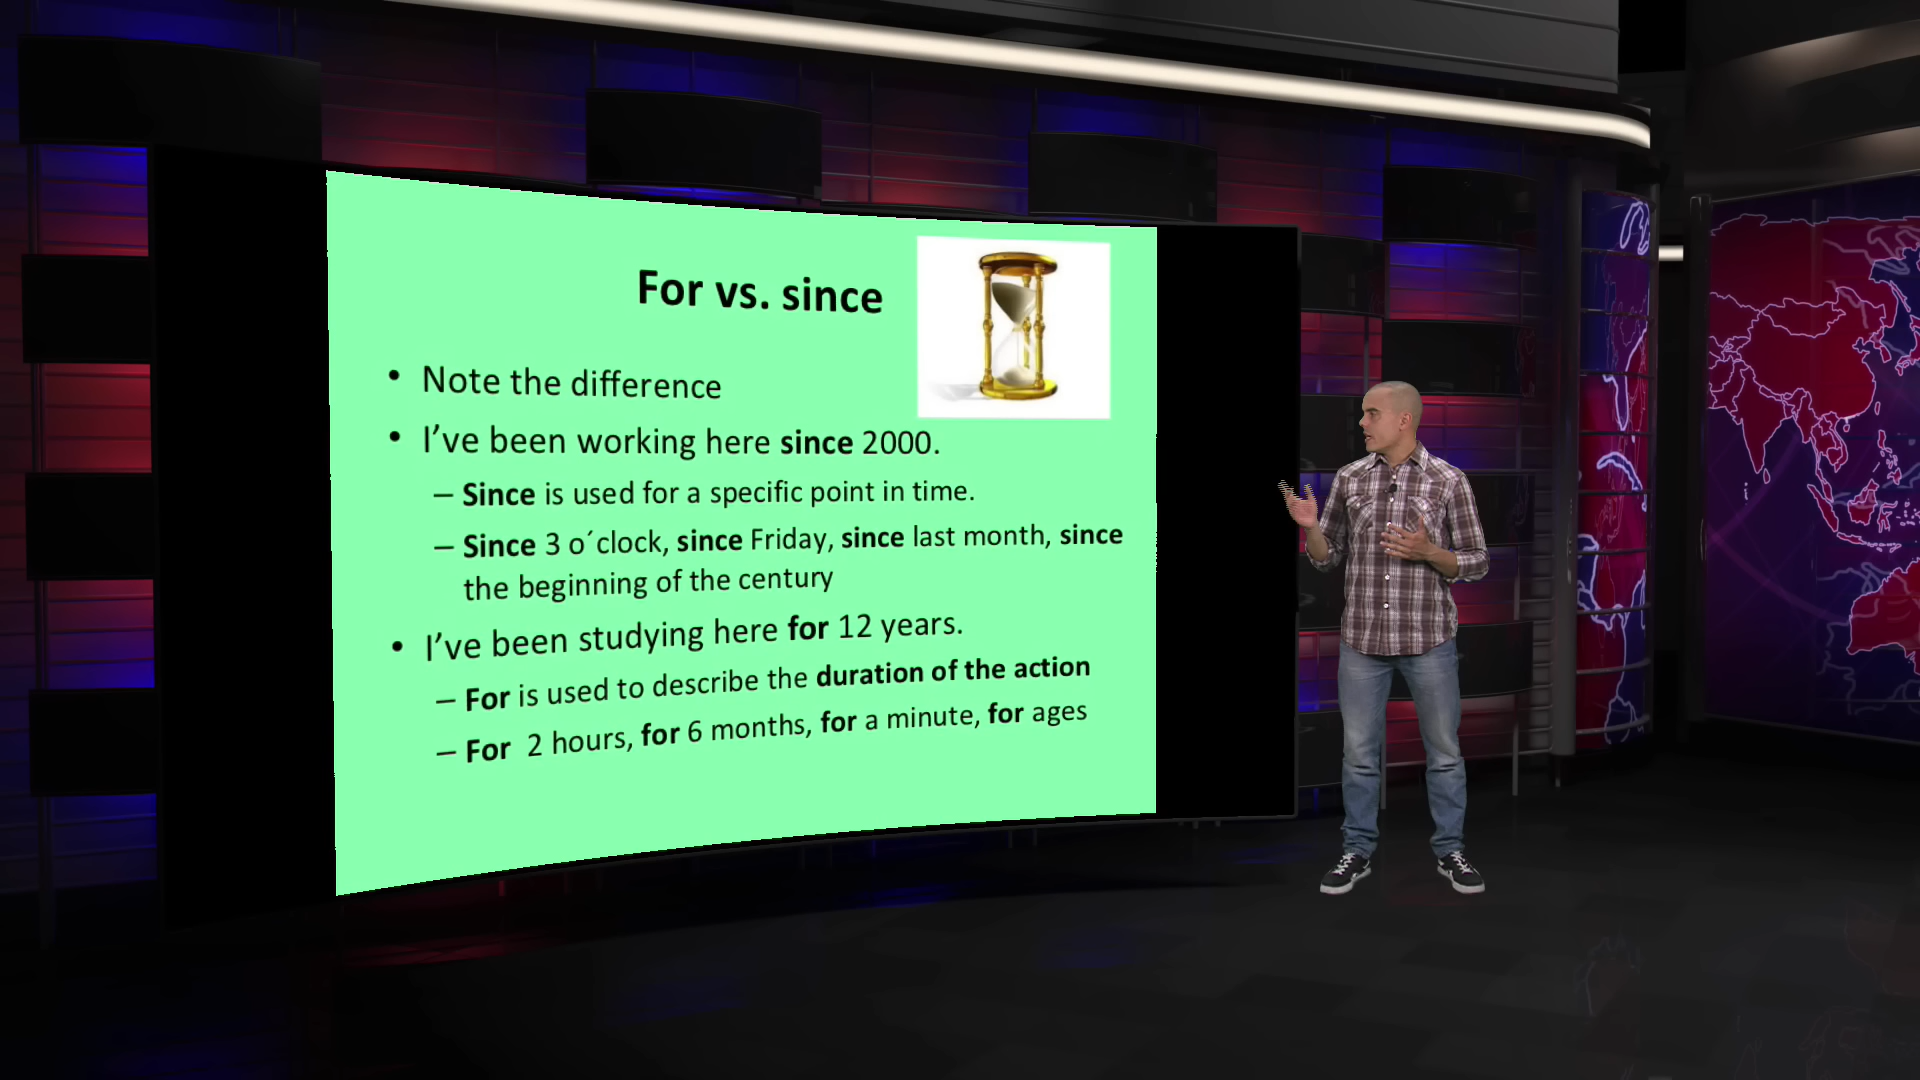 For vs. since
• Note the difference
• I’ve been working here since 2000.
– Since is used for a specific point in time.
– Since 3 o´clock, since Friday, since last month, since
the beginning of the century
• I’ve been studying here for 12 years.
– For is used to describe the duration of the action
– For 2 hours, for 6 months, for a minute, for ages